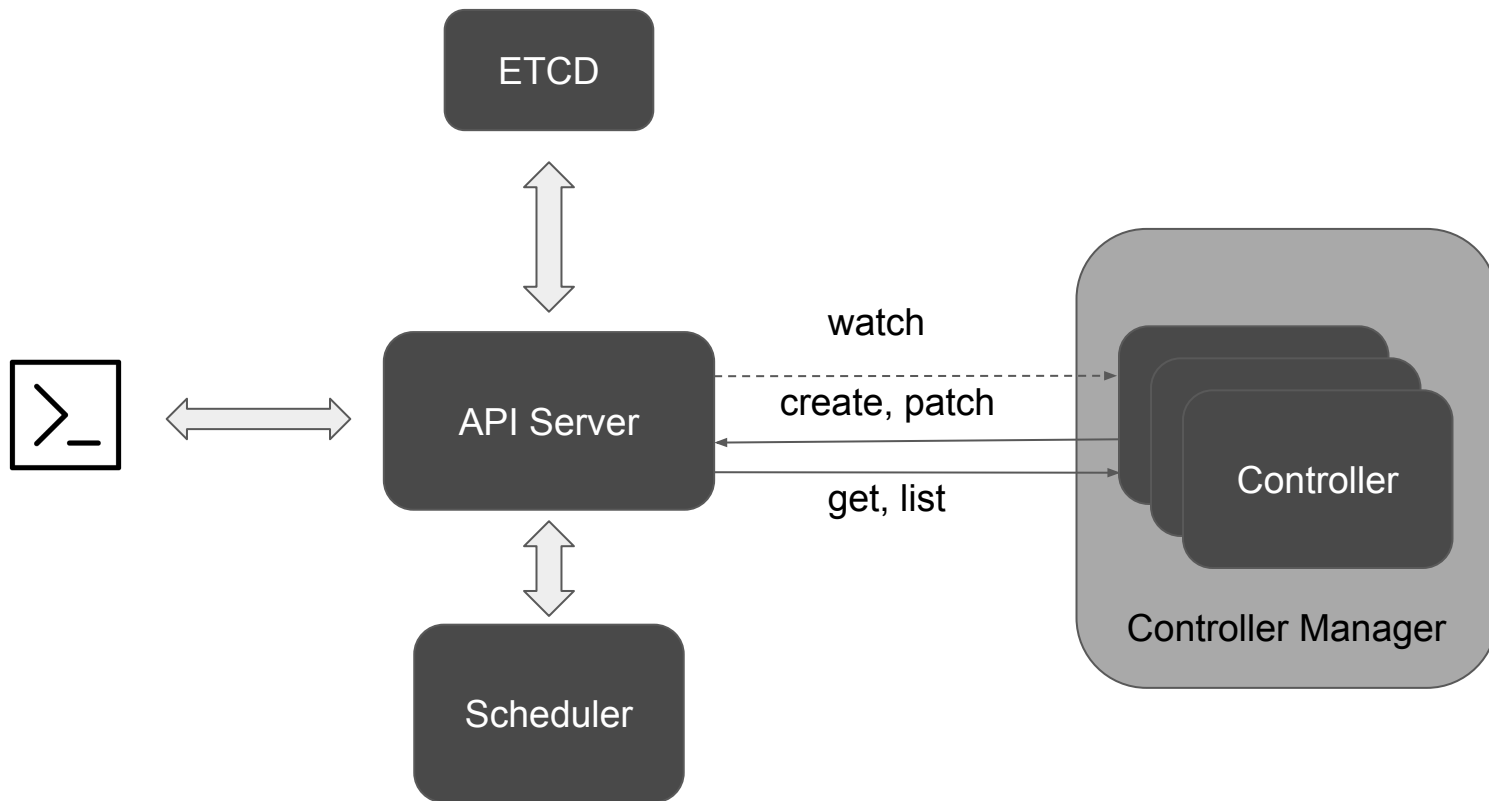 ETCD
watch
create, patch
API Server
get, list
Controller
Controller Manager
Scheduler